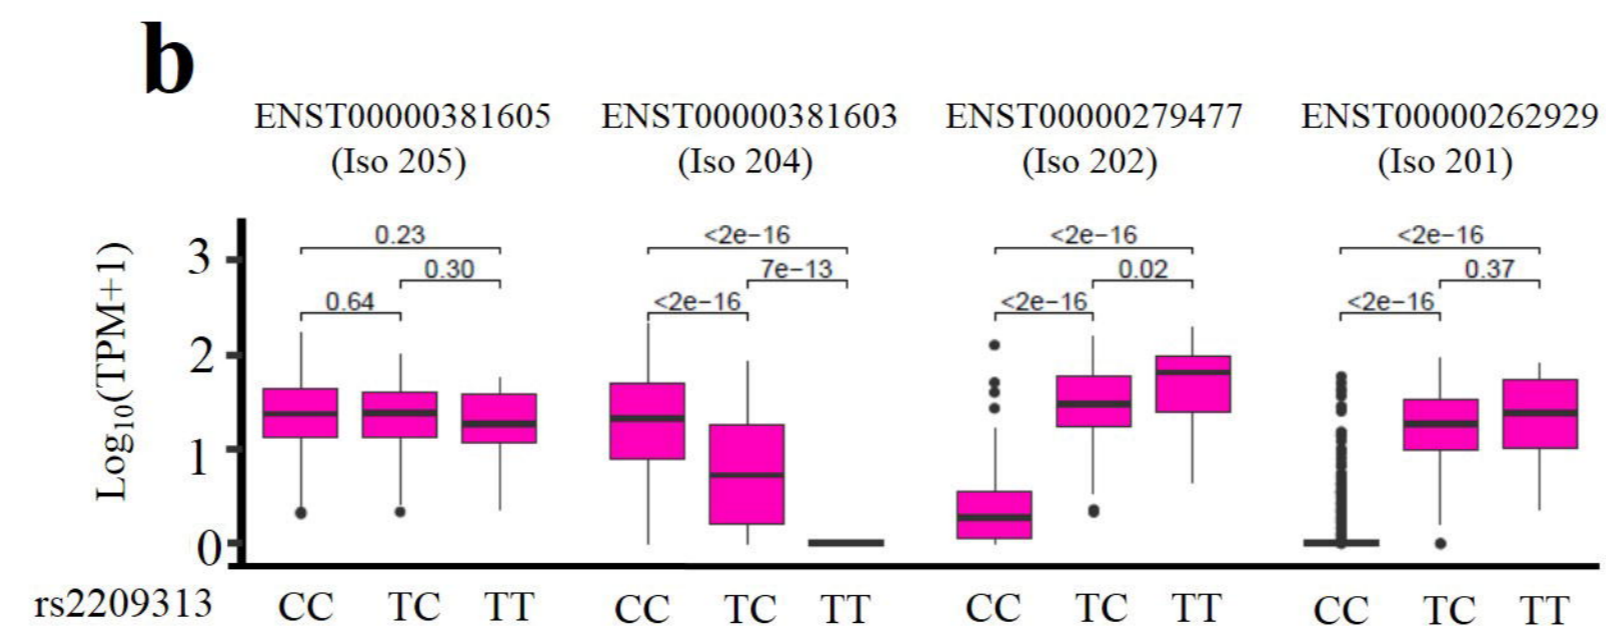 b
ENST00000381605 ENST00000381603 ENST00000279477 ENST00000262929
(Iso 205) (Iso 204) (Iso 202) (Iso 201)
0.23 <2e−16 <2e−16 <2e−16
3
0.30 7e−13 0.02 0.37
0.64 <2e−16 <2e−16 <2e−16
2
Log10(TPM+1)
1
0
rs2209313 CC TC TT CC TC TT CC TC TT CC TC TT